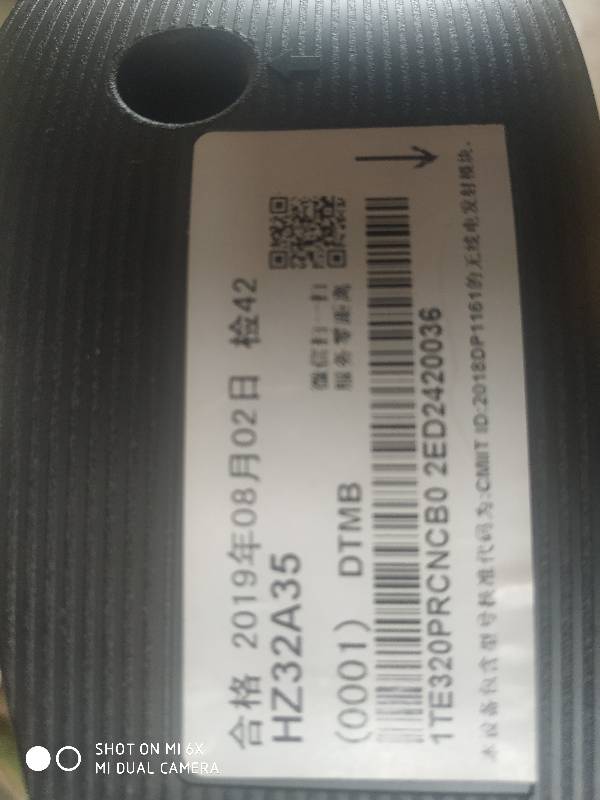 合格 2019年08月02日 检42
HZ32A35
微信扫一扫
服务零距离
(0001) DTMB
1TE320PRCNCB0 2ED2420036
本设备包含型号核准代码为:CMIIT ID:2018DP1161的无线电发射模块。
SHOT ON MI 6X
MI DUAL CAMERA